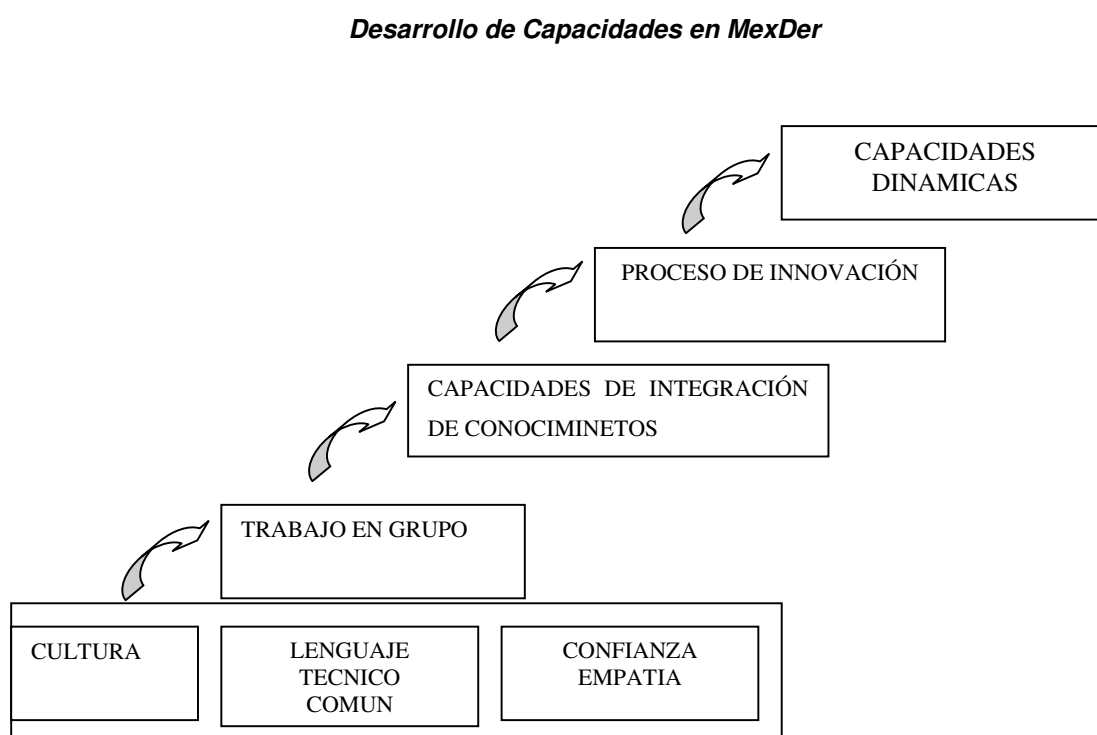 Desarrollo de Capacidades en MexDer
CAPACIDADES
DINAMICAS
PROCESO DE INNOVACIÓN
CAPACIDADES DE INTEGRACIÓN
DE CONOCIMINETOS
TRABAJO EN GRUPO
CULTURA
LENGUAJE
TECNICO
COMUN
CONFIANZA
EMPATIA